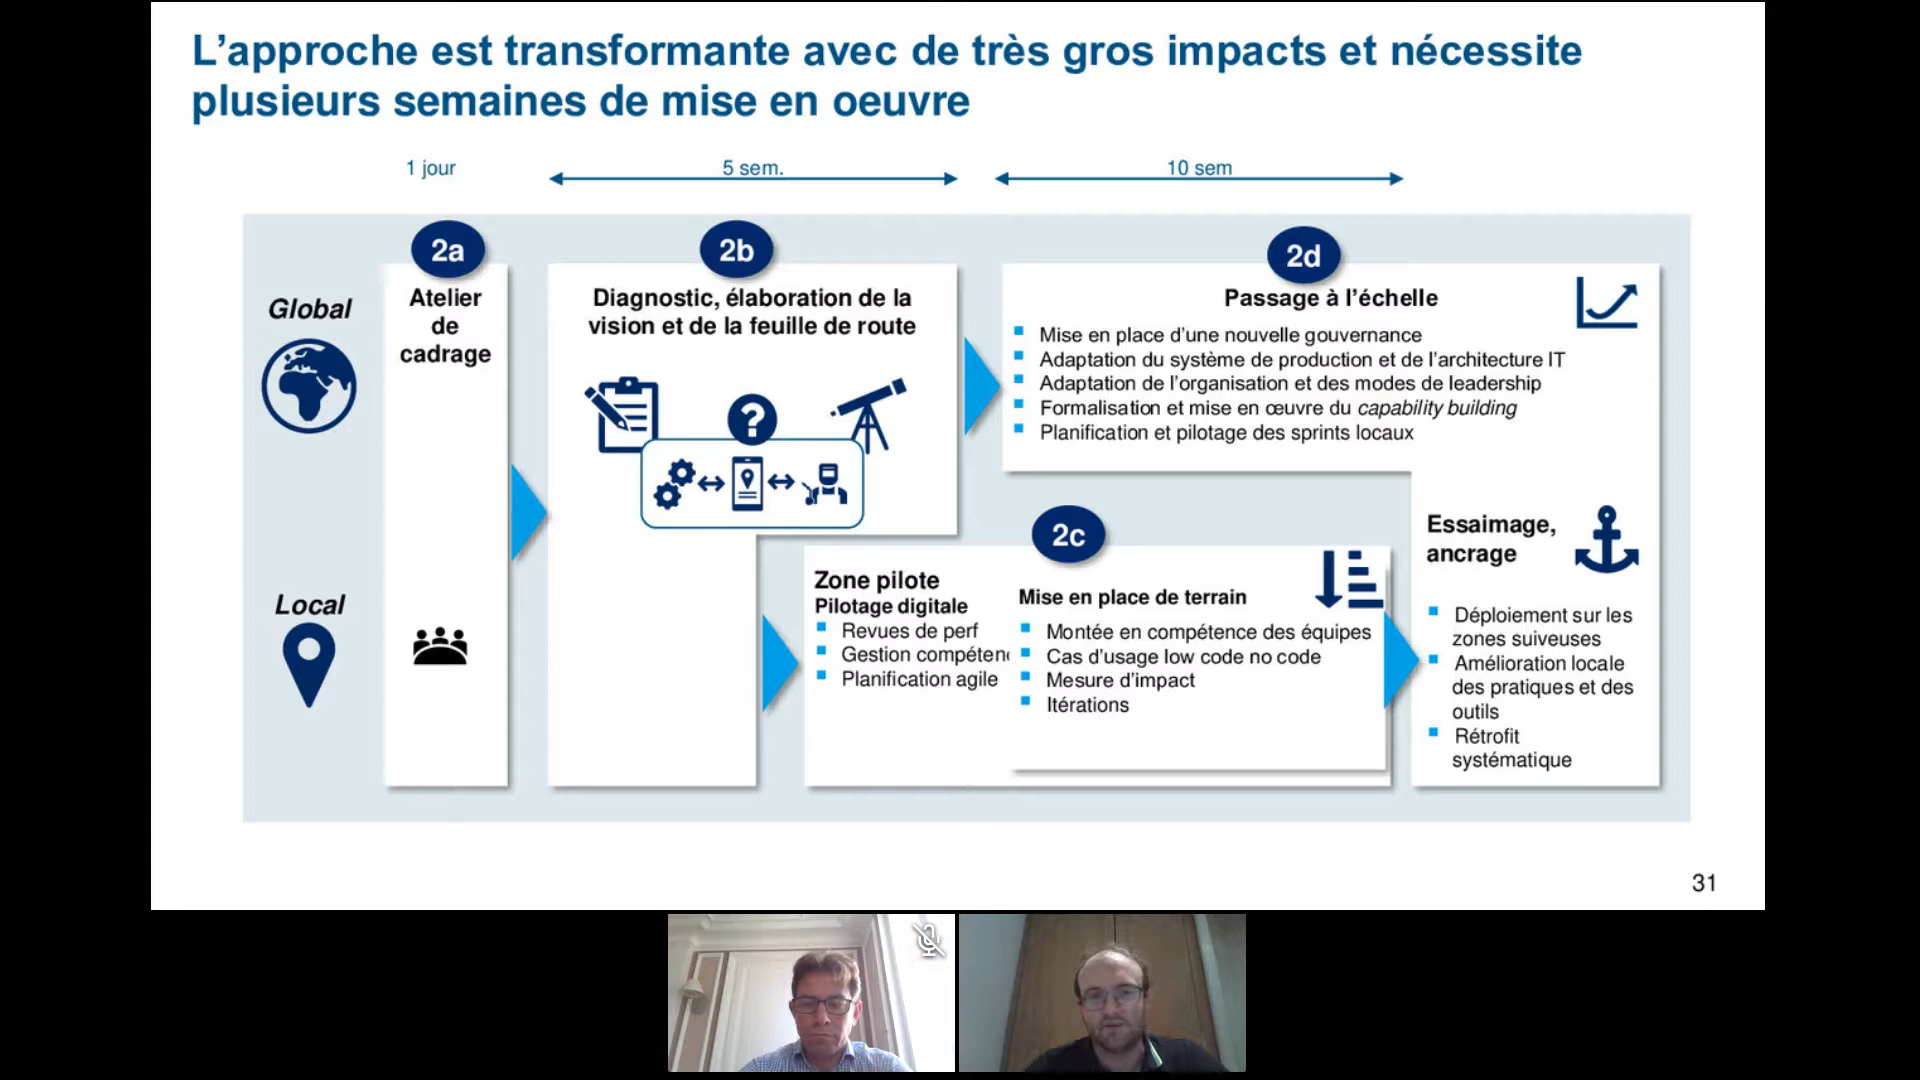 L’approche est transformante avec de très gros impacts et nécessite
plusieurs semaines de mise en oeuvre
1 jour
5 sem.
10 sem
2a
2b
2d
Global
Atelier
de
cadrage
Diagnostic, élaboration de la
vision et de la feuille de route
?
Passage à l’échelle
Mise en place d’une nouvelle gouvernance
Adaptation du système de production et de l’architecture IT
Adaptation de l’organisation et des modes de leadership
Formalisation et mise en œuvre du capability building
Planification et pilotage des sprints locaux
Local
2c
Zone pilote
Pilotage digitale
Revues de perf
Gestion compéten
Planification agile
Mise en place de terrain
Montée en compétence des équipes
Cas d’usage low code no code
Mesure d’impact
Itérations
Essaimage,
ancrage
Déploiement sur les
zones suiveuses
Amélioration locale
des pratiques et des
outils
Rétrofit
systématique
31